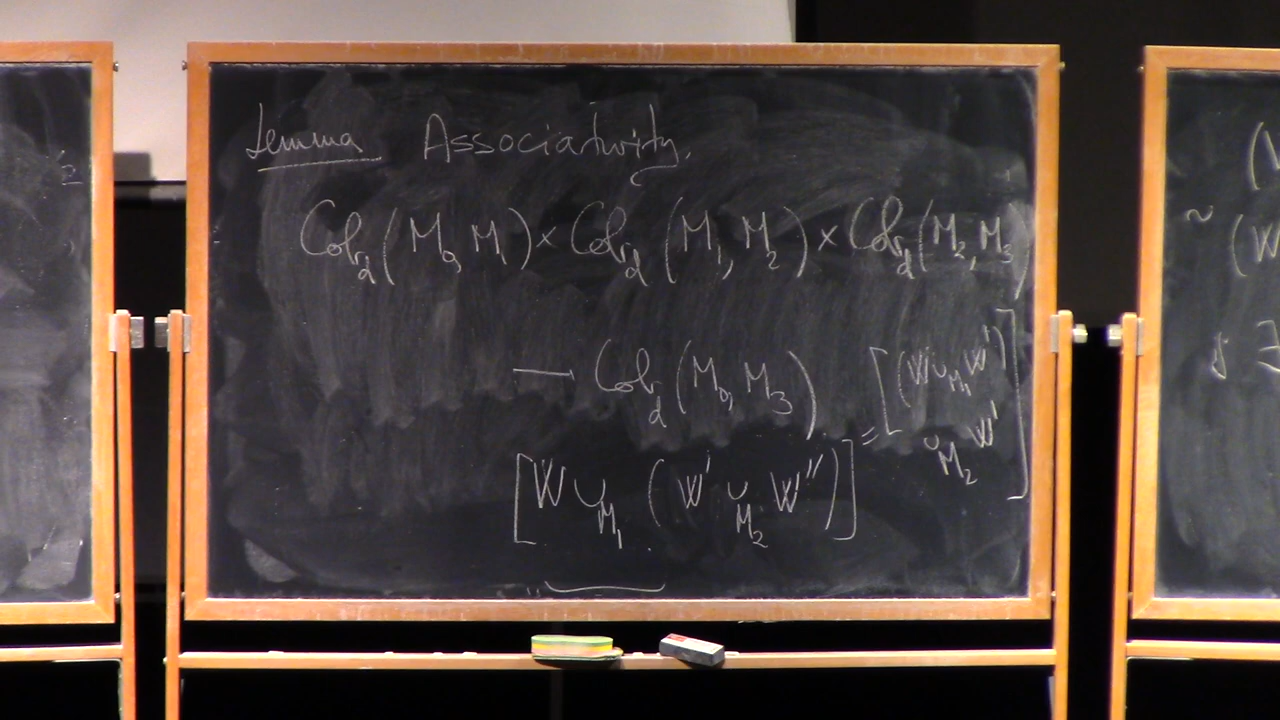 Lemma Associativity.
Cob_d(M_0, M_1) × Cob_d(M_1, M_2) × Cob_d(M_2, M_3)
→ Cob_d(M_0, M_3)
[W ∪_{M_1} (W' ∪_{M_2} W'')] = [(W ∪_{M_1} W') ∪_{M_2} W']
~
(W